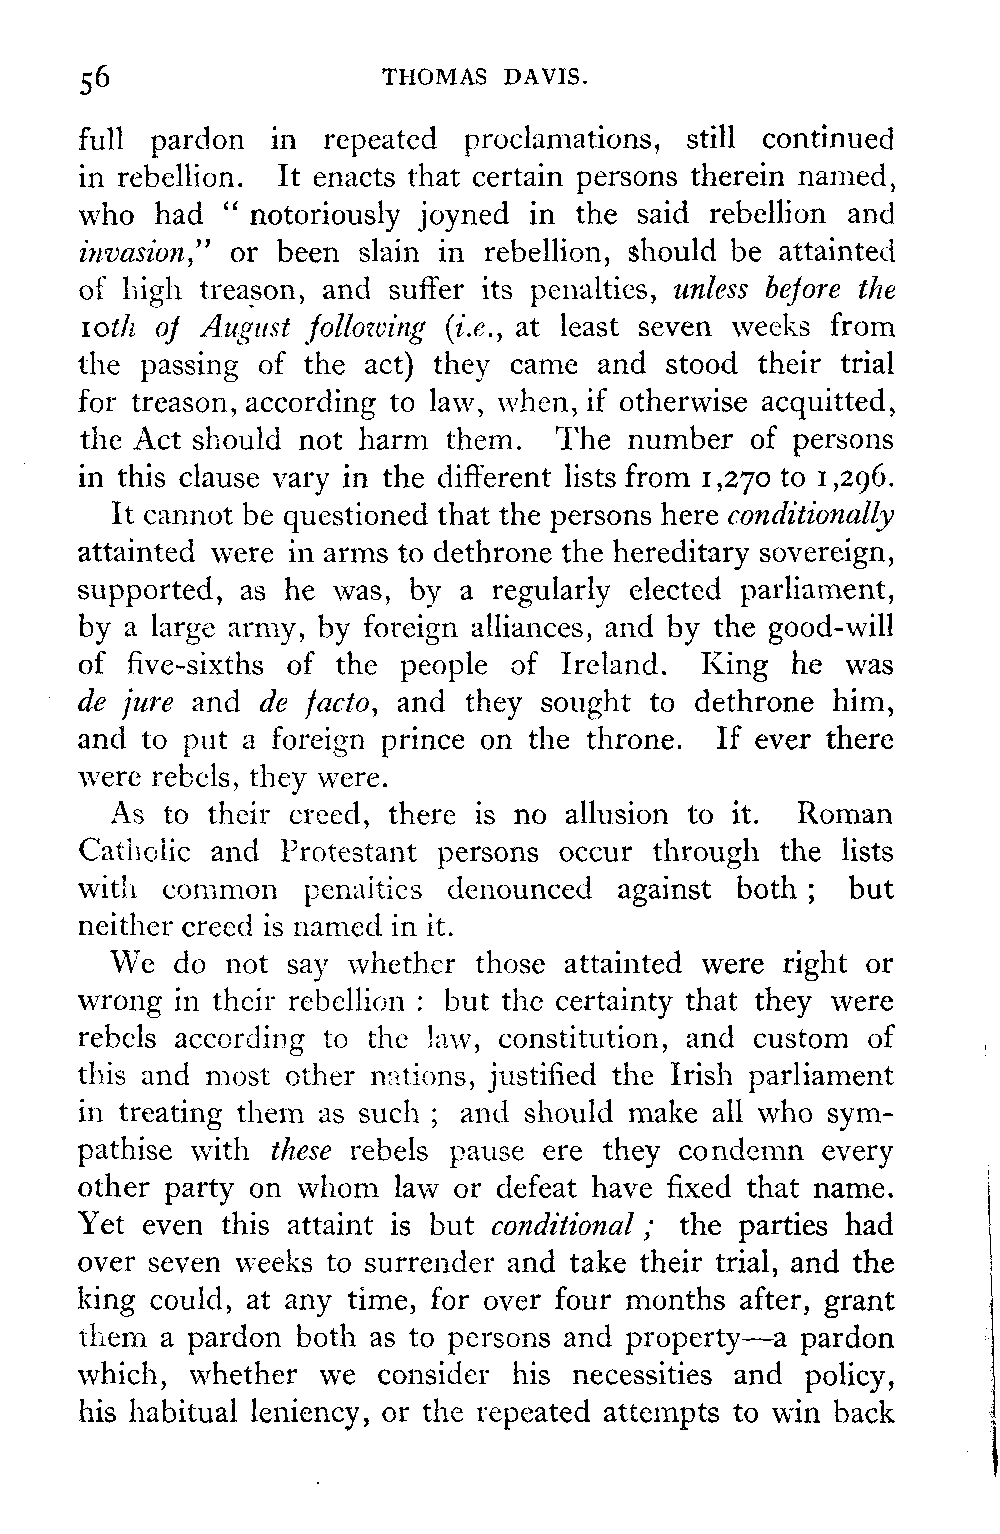 56 THOMAS DAVIS.
full pardon in repeated proclamations, still continued
in rebellion. It enacts that certain persons therein named,
who had “ notoriously joyned in the said rebellion and
invasion,” or been slain in rebellion, should be attainted
of high treason, and suffer its penalties, unless before the
10th of August following (i.e., at least seven weeks from
the passing of the act) they came and stood their trial
for treason, according to law, when, if otherwise acquitted,
the Act should not harm them. The number of persons
in this clause vary in the different lists from 1,270 to 1,296.
It cannot be questioned that the persons here conditionally
attainted were in arms to dethrone the hereditary sovereign,
supported, as he was, by a regularly elected parliament,
by a large army, by foreign alliances, and by the good-will
of five-sixths of the people of Ireland. King he was
de jure and de facto, and they sought to dethrone him,
and to put a foreign prince on the throne. If ever there
were rebels, they were.
As to their creed, there is no allusion to it. Roman
Catholic and Protestant persons occur through the lists
with common penalties denounced against both ; but
neither creed is named in it.
We do not say whether those attainted were right or
wrong in their rebellion : but the certainty that they were
rebels according to the law, constitution, and custom of
this and most other nations, justified the Irish parliament
in treating them as such ; and should make all who sym-
pathise with these rebels pause ere they condemn every
other party on whom law or defeat have fixed that name.
Yet even this attaint is but conditional ; the parties had
over seven weeks to surrender and take their trial, and the
king could, at any time, for over four months after, grant
them a pardon both as to persons and property—a pardon
which, whether we consider his necessities and policy,
his habitual leniency, or the repeated attempts to win back